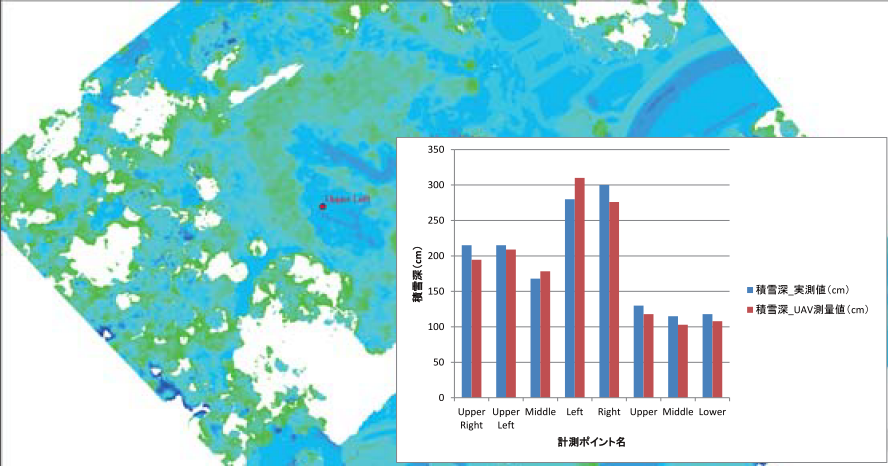 Upper Left
350
300
250
200
150
100
50
0
積雪深(cm)
Upper Right
Upper Left
Middle
Left
Right
Upper
Middle
Lower
計測ポイント名
積雪深_実測値(cm)
積雪深_UAV測量値(cm)